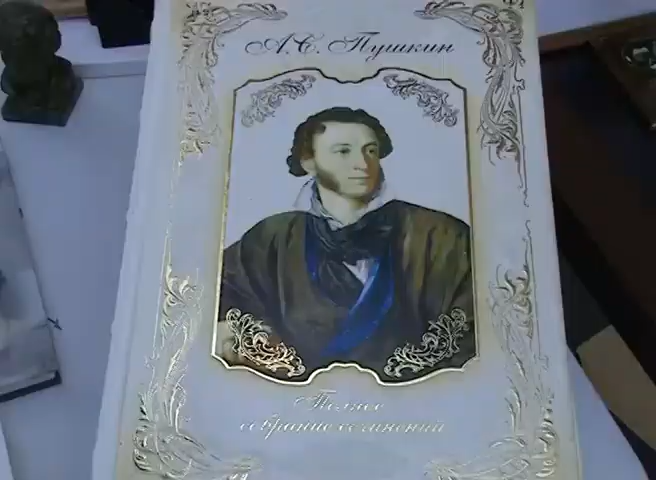 А.С. Пушкин
Полное
собрание сочинений